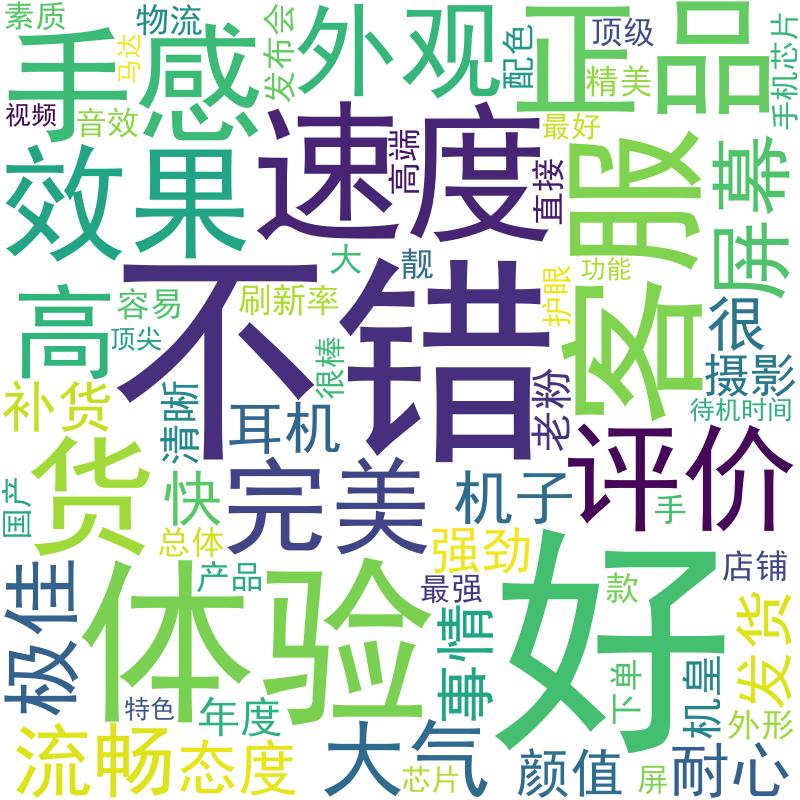 素质
物流
马达
发布会
外观
配色
正品
顶级
精美
手机芯片
手感
视频
音效
最好
效果
速度
高端
直接
客服
屏幕
大
靓
护眼
功能
不错
高
容易
刷新率
顶尖
很棒
很
摄影
待机时间
老粉
补货
清晰
耳机
评价
货
国产
快
完美
机子
手
总体
强劲
产品
最强
好
款
店铺
极佳
体验
事情
下单
机皇
发货
外形
特色
年度
流畅
态度
大气
芯片
颜值
屏
耐心